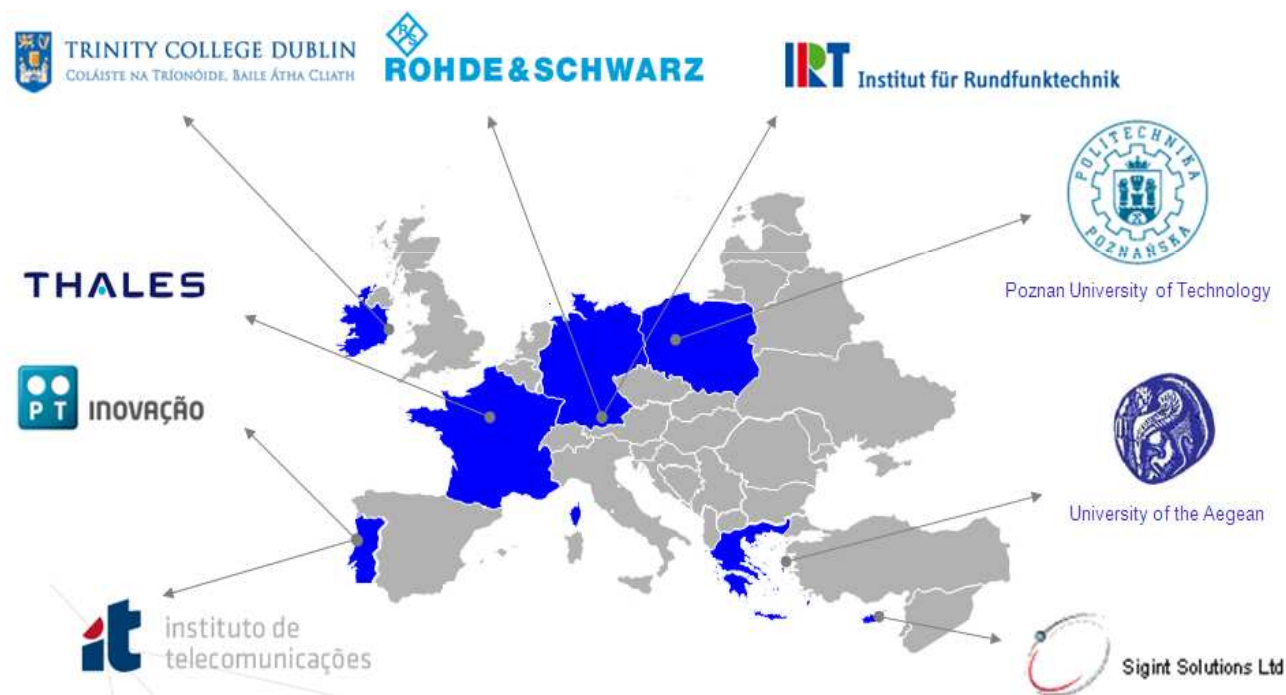 TRINITY COLLEGE DUBLIN
COLÁISTE NA TRÍONÓIDE, BAILE ÁTHA CLIATH
R S
ROHDE & SCHWARZ
IRT Institut für Rundfunktechnik
POLITECHNIKA
POZNAŃSKA
Poznan University of Technology
THALES
PT INOVAÇÃO
University of the Aegean
it instituto de
telecomunicações
Sigint Solutions Ltd